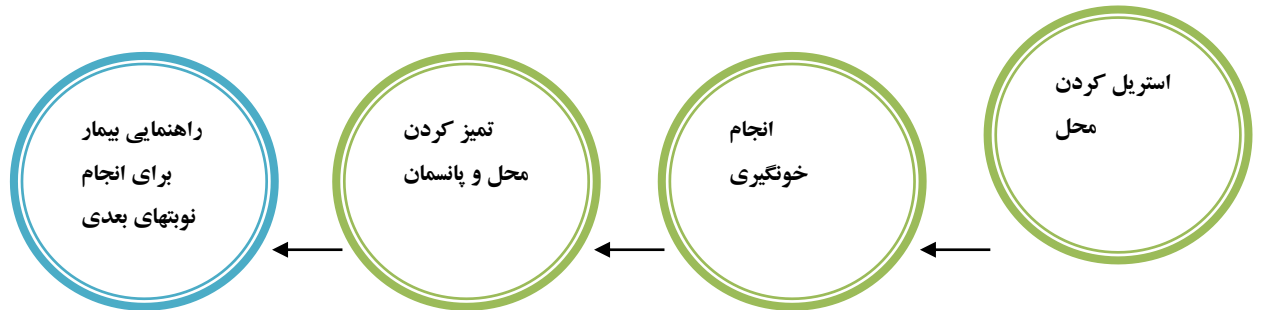 استریل کردن
محل
انجام
خونگیری
تمیز کردن
محل و پانسمان
راهنمایی بیمار
برای انجام
نوبتهای بعدی